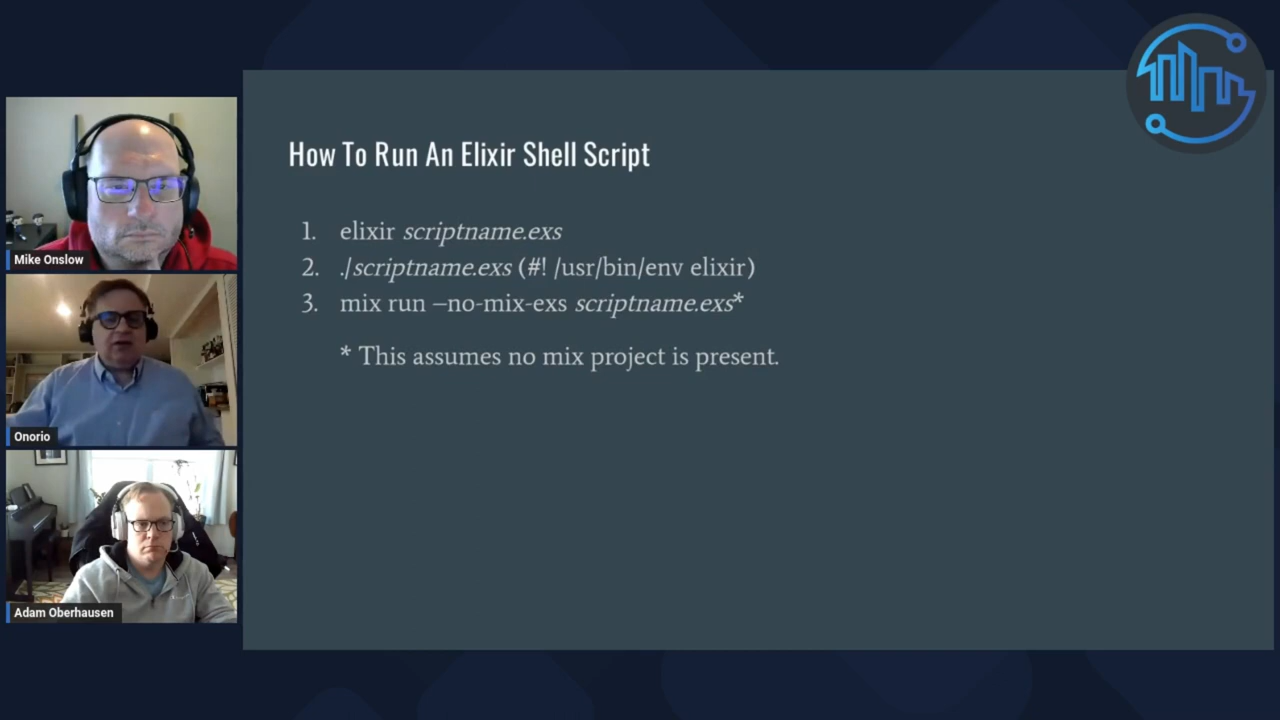 How To Run An Elixir Shell Script
1. elixir scriptname.exs
2. ./scriptname.exs (#! /usr/bin/env elixir)
3. mix run –no-mix-exs scriptname.exs*
* This assumes no mix project is present.
Mike Onslow
Onorio
Adam Oberhausen